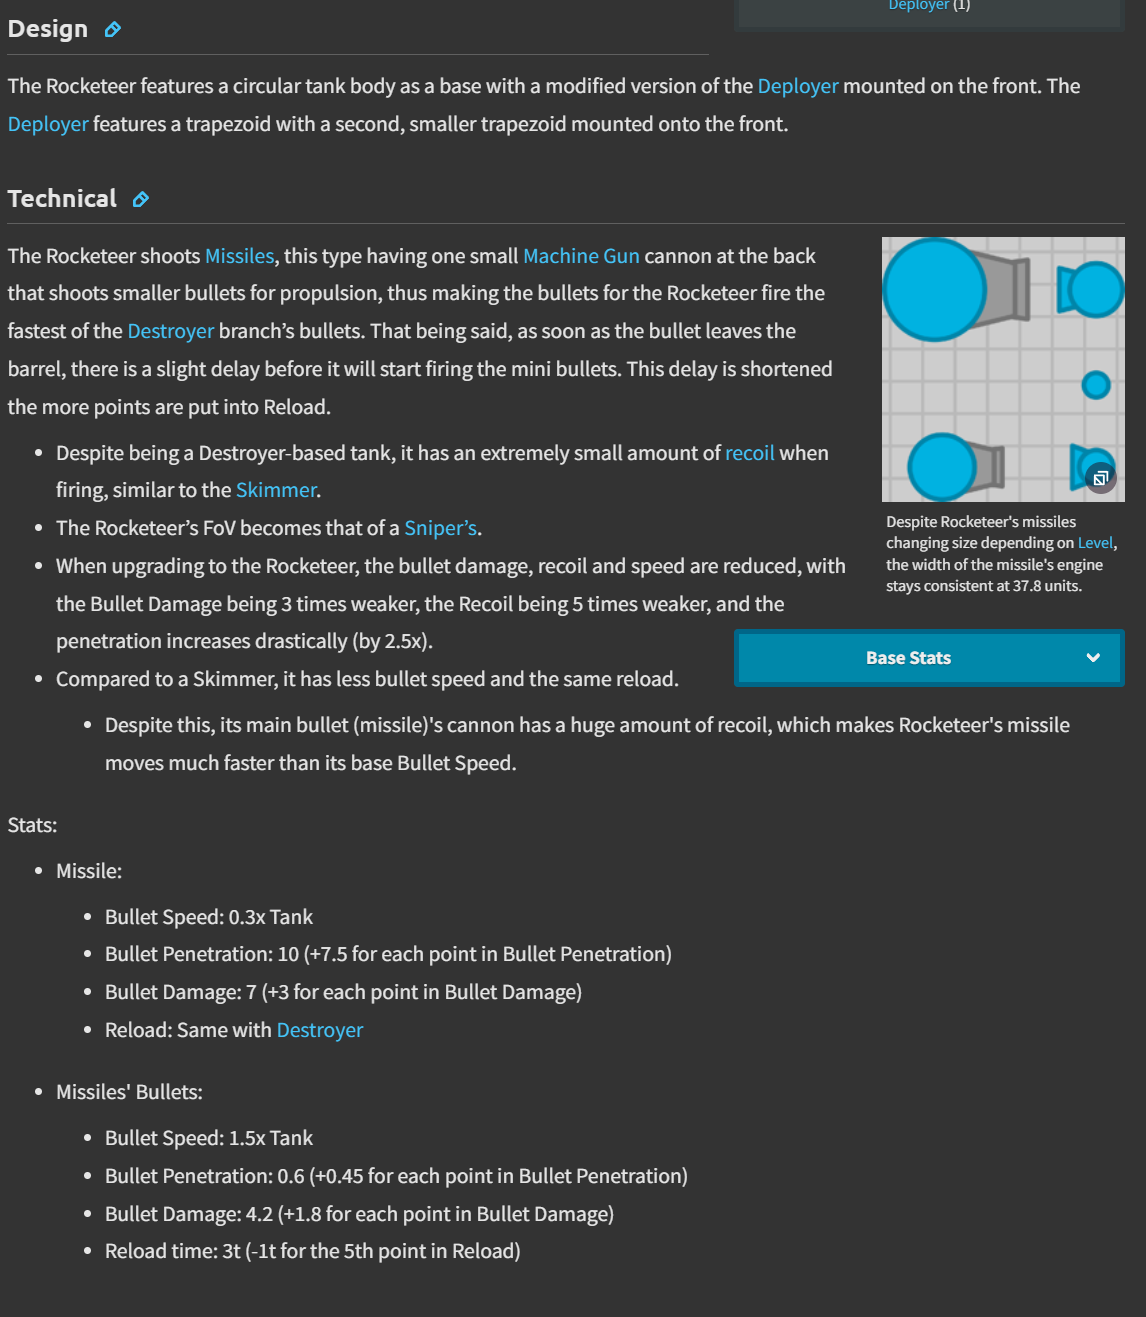 Deployer (1)
Design
The Rocketeer features a circular tank body as a base with a modified version of the Deployer mounted on the front. The
Deployer features a trapezoid with a second, smaller trapezoid mounted onto the front.
Technical
The Rocketeer shoots Missiles, this type having one small Machine Gun cannon at the back
that shoots smaller bullets for propulsion, thus making the bullets for the Rocketeer fire the
fastest of the Destroyer branch’s bullets. That being said, as soon as the bullet leaves the
barrel, there is a slight delay before it will start firing the mini bullets. This delay is shortened
the more points are put into Reload.
• Despite being a Destroyer-based tank, it has an extremely small amount of recoil when
firing, similar to the Skimmer.
• The Rocketeer’s FoV becomes that of a Sniper’s.
• When upgrading to the Rocketeer, the bullet damage, recoil and speed are reduced, with
the Bullet Damage being 3 times weaker, the Recoil being 5 times weaker, and the
penetration increases drastically (by 2.5x).
• Compared to a Skimmer, it has less bullet speed and the same reload.
• Despite this, its main bullet (missile)'s cannon has a huge amount of recoil, which makes Rocketeer's missile
moves much faster than its base Bullet Speed.
Despite Rocketeer's missiles
changing size depending on Level,
the width of the missile's engine
stays consistent at 37.8 units.
Base Stats
Stats:
• Missile:
• Bullet Speed: 0.3x Tank
• Bullet Penetration: 10 (+7.5 for each point in Bullet Penetration)
• Bullet Damage: 7 (+3 for each point in Bullet Damage)
• Reload: Same with Destroyer
• Missiles' Bullets:
• Bullet Speed: 1.5x Tank
• Bullet Penetration: 0.6 (+0.45 for each point in Bullet Penetration)
• Bullet Damage: 4.2 (+1.8 for each point in Bullet Damage)
• Reload time: 3t (-1t for the 5th point in Reload)